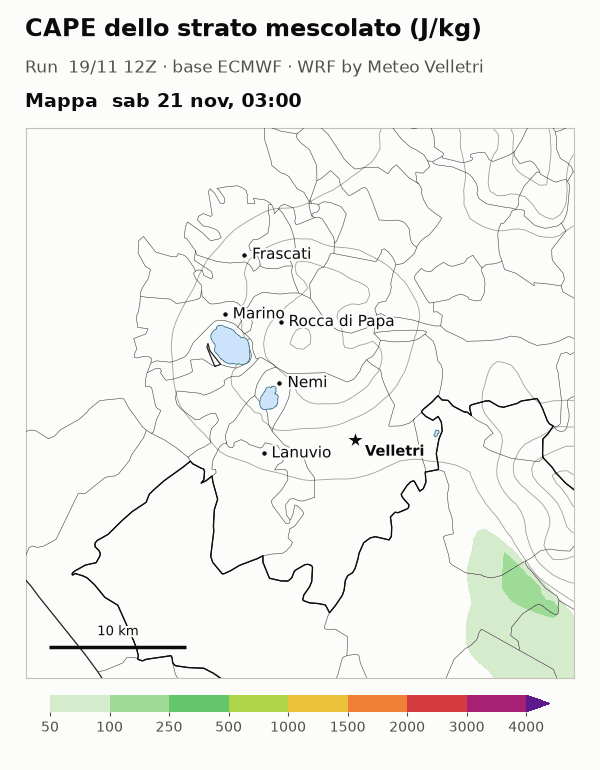 CAPE dello strato mescolato (J/kg)
Run  19/11 12Z · base ECMWF · WRF by Meteo Velletri
Mappa  sab 21 nov, 03:00
Frascati
Marino
Rocca di Papa
Nemi
Velletri
Lanuvio
10 km
50 100 250 500 1000 1500 2000 3000 4000